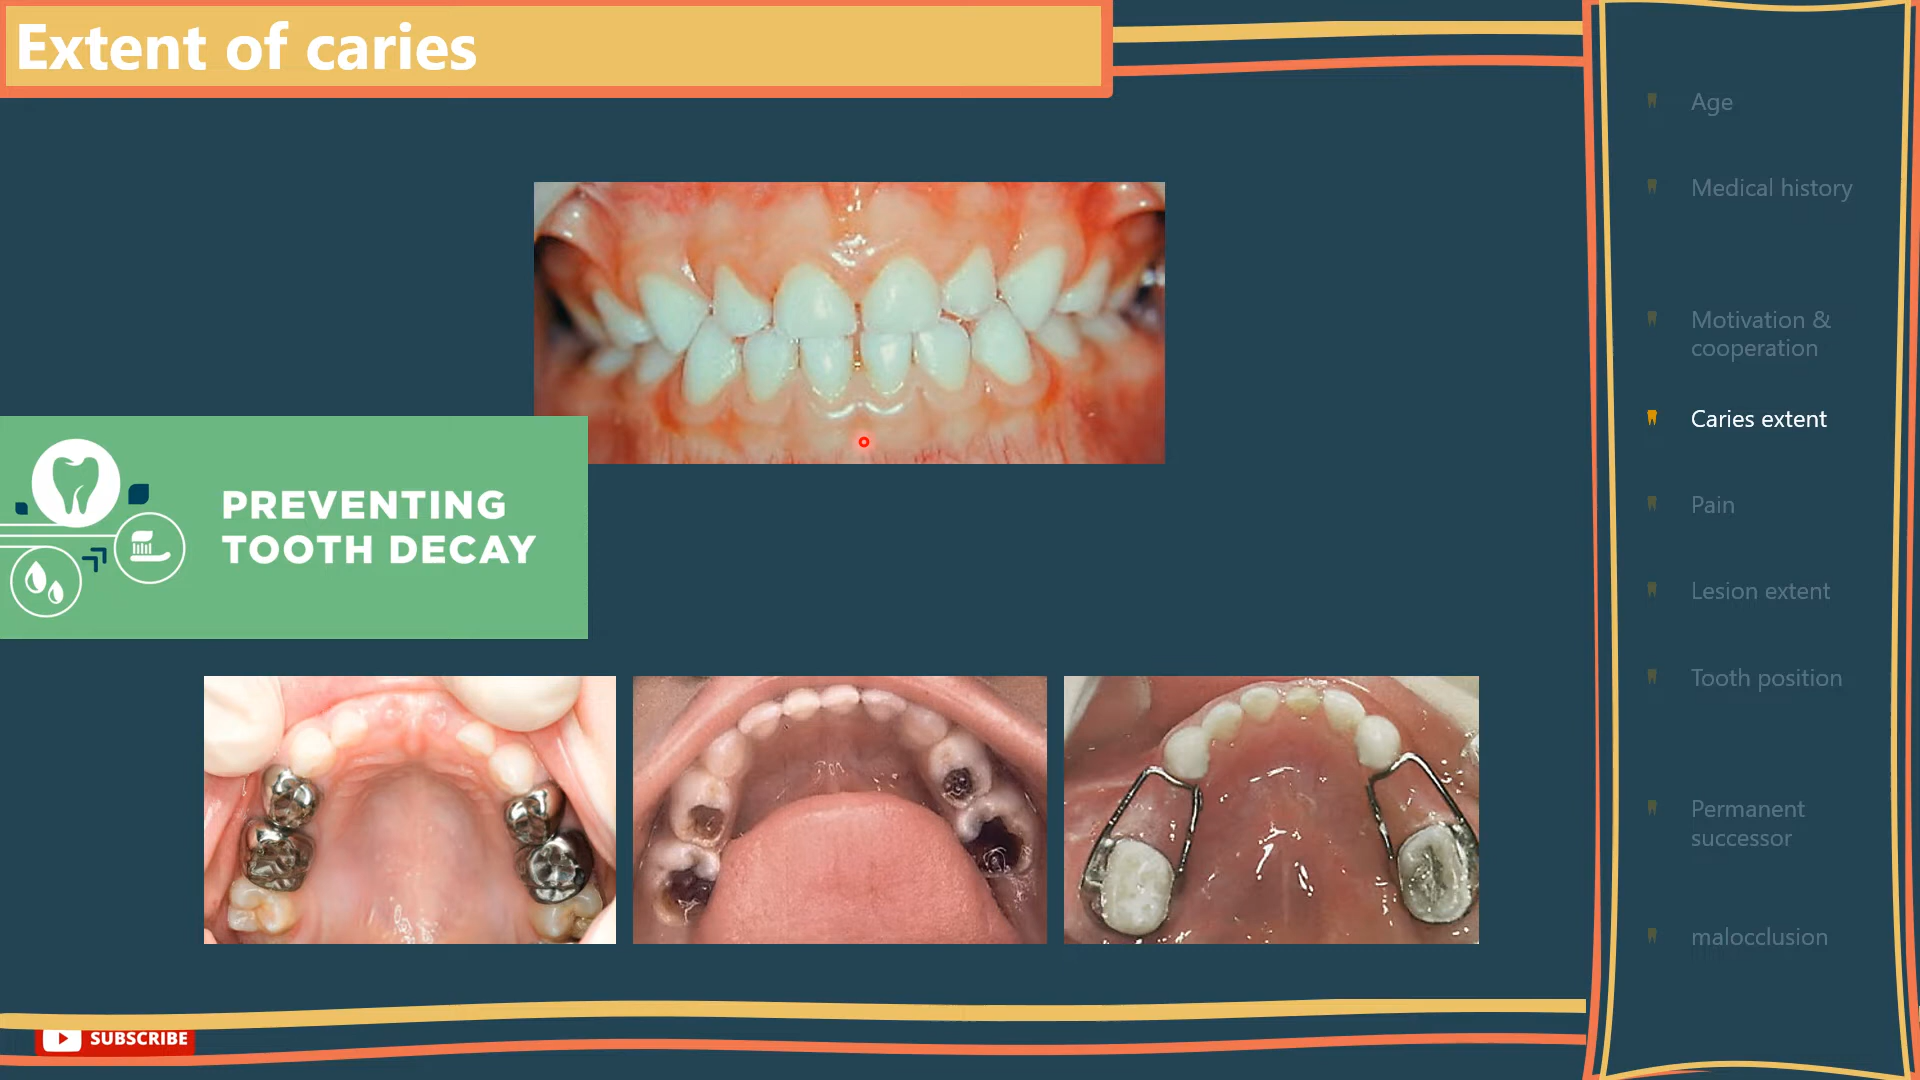 Extent of caries
PREVENTING
TOOTH DECAY
Age
Medical history
Motivation &
cooperation
Caries extent
Pain
Lesion extent
Tooth position
Permanent
successor
malocclusion
SUBSCRIBE